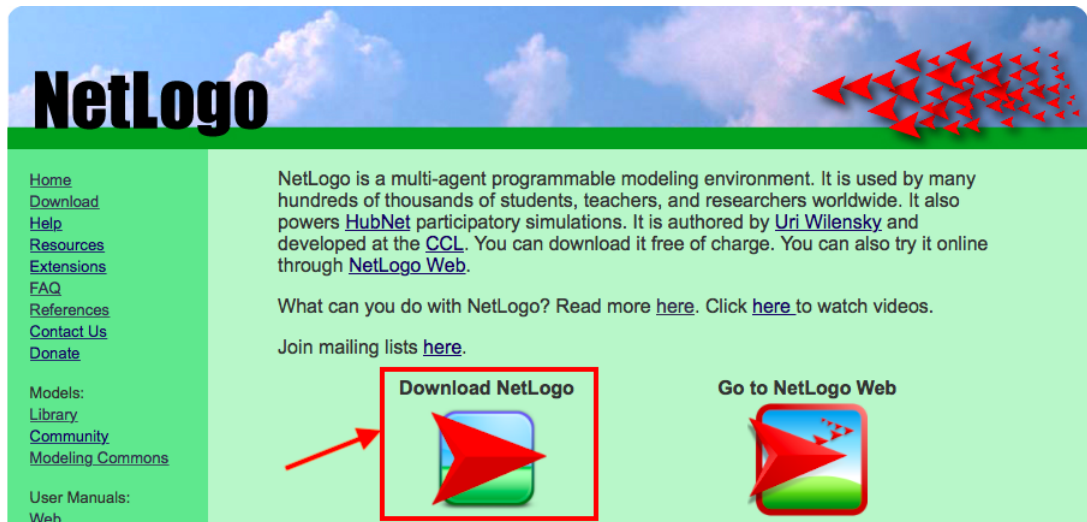 NetLogo
Home
Download
Help
Resources
Extensions
FAQ
References
Contact Us
Donate
Models:
Library
Community
Modeling Commons
User Manuals:
Web
NetLogo is a multi-agent programmable modeling environment. It is used by many
hundreds of thousands of students, teachers, and researchers worldwide. It also
powers HubNet participatory simulations. It is authored by Uri Wilensky and
developed at the CCL. You can download it free of charge. You can also try it online
through NetLogo Web.
What can you do with NetLogo? Read more here. Click here to watch videos.
Join mailing lists here.
Download NetLogo
Go to NetLogo Web